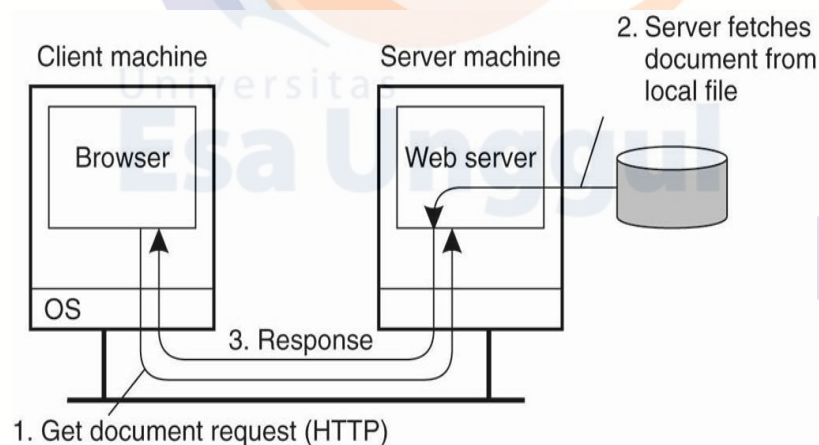 2. Server fetches
document from
local file
Client machine
Server machine
Universitas
Esa Unggul
Browser
Web server
OS
3. Response
1. Get document request (HTTP)